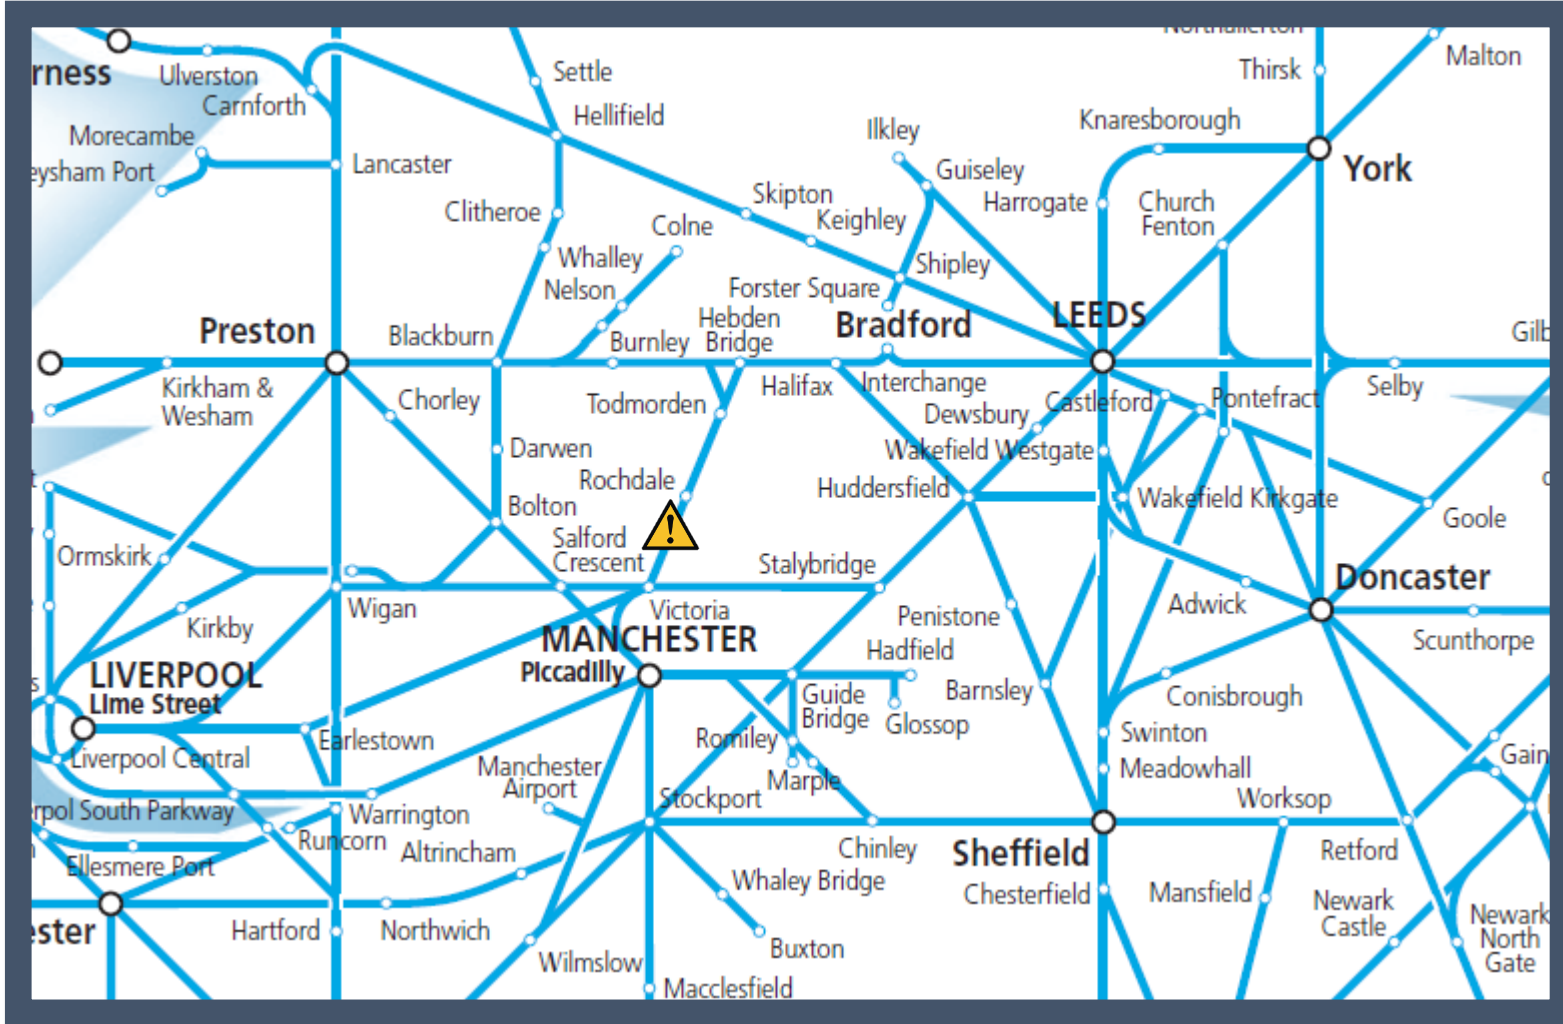 Northallerton
Malton
Thirsk
Settle
rness
Ulverston
Carnforth
Hellifield
Knaresborough
Morecambe
Ilkley
eysham Port
Lancaster
Guiseley
York
Skipton
Harrogate
Church
Fenton
Clitheroe
Keighley
Colne
Whalley
Shipley
Nelson
Forster Square
Hebden
Bridge
Bradford
LEEDS
Preston
Blackburn
Burnley
Gilb
Kirkham &
Wesham
Halifax
Interchange
Selby
Chorley
Todmorden
Dewsbury
Castleford
Pontefract
Darwen
Wakefield Westgate
Rochdale
Huddersfield
Wakefield Kirkgate
Bolton
Goole
Salford
Crescent
Ormskirk
Stalybridge
Doncaster
Wigan
Victoria
Adwick
Penistone
Kirkby
MANCHESTER
Piccadilly
Hadfield
Scunthorpe
LIVERPOOL
Lime Street
Guide
Bridge
Barnsley
Conisbrough
Glossop
Earlestown
Romiley
Swinton
Liverpool Central
Manchester
Airport
Marple
Meadowhall
Gain
rpol South Parkway
Warrington
Stockport
Worksop
Runcorn
Altrincham
Chinley
Sheffield
Retford
Ellesmere Port
Whaley Bridge
Chesterfield
Mansfield
Newark
Castle
Newark
North
Gate
ester
Hartford
Northwich
Wilmslow
Buxton
Macclesfield